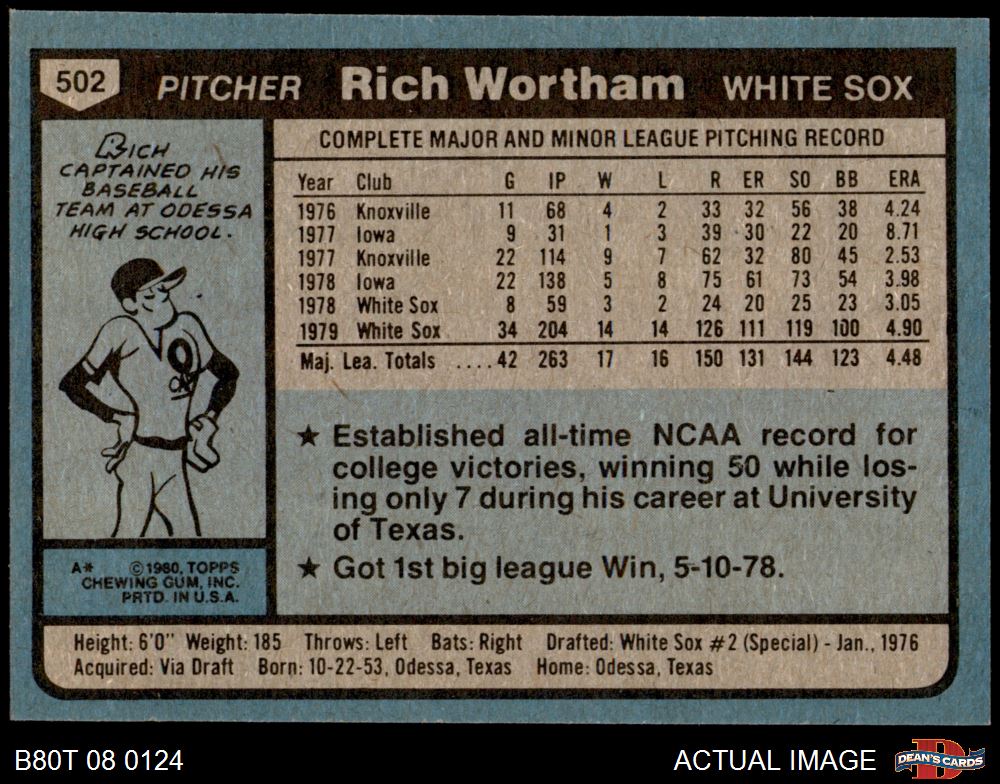 502 PITCHER Rich Wortham WHITE SOX
RICH
CAPTAINED HIS
BASEBALL
TEAM AT ODESSA
HIGH SCHOOL.
A* ©1980, TOPPS
CHEWING GUM, INC.
PRTD. IN U.S.A.
COMPLETE MAJOR AND MINOR LEAGUE PITCHING RECORD
Year Club G IP W L R ER SO BB ERA
1976 Knoxville 11 68 4 2 33 32 56 38 4.24
1977 Iowa 9 31 1 3 39 30 22 20 8.71
1977 Knoxville 22 114 9 7 62 32 80 45 2.53
1978 Iowa 22 138 5 8 75 61 73 54 3.98
1978 White Sox 8 59 3 2 24 20 25 23 3.05
1979 White Sox 34 204 14 14 126 111 119 100 4.90
Maj. Lea. Totals ....42 263 17 16 150 131 144 123 4.48
★ Established all-time NCAA record for
college victories, winning 50 while los-
ing only 7 during his career at University
of Texas.
★ Got 1st big league Win, 5-10-78.
Height: 6'0" Weight: 185 Throws: Left Bats: Right Drafted: White Sox #2 (Special) - Jan., 1976
Acquired: Via Draft Born: 10-22-53, Odessa, Texas Home: Odessa, Texas
B80T 08 0124 ACTUAL IMAGE DEAN'S CARDS